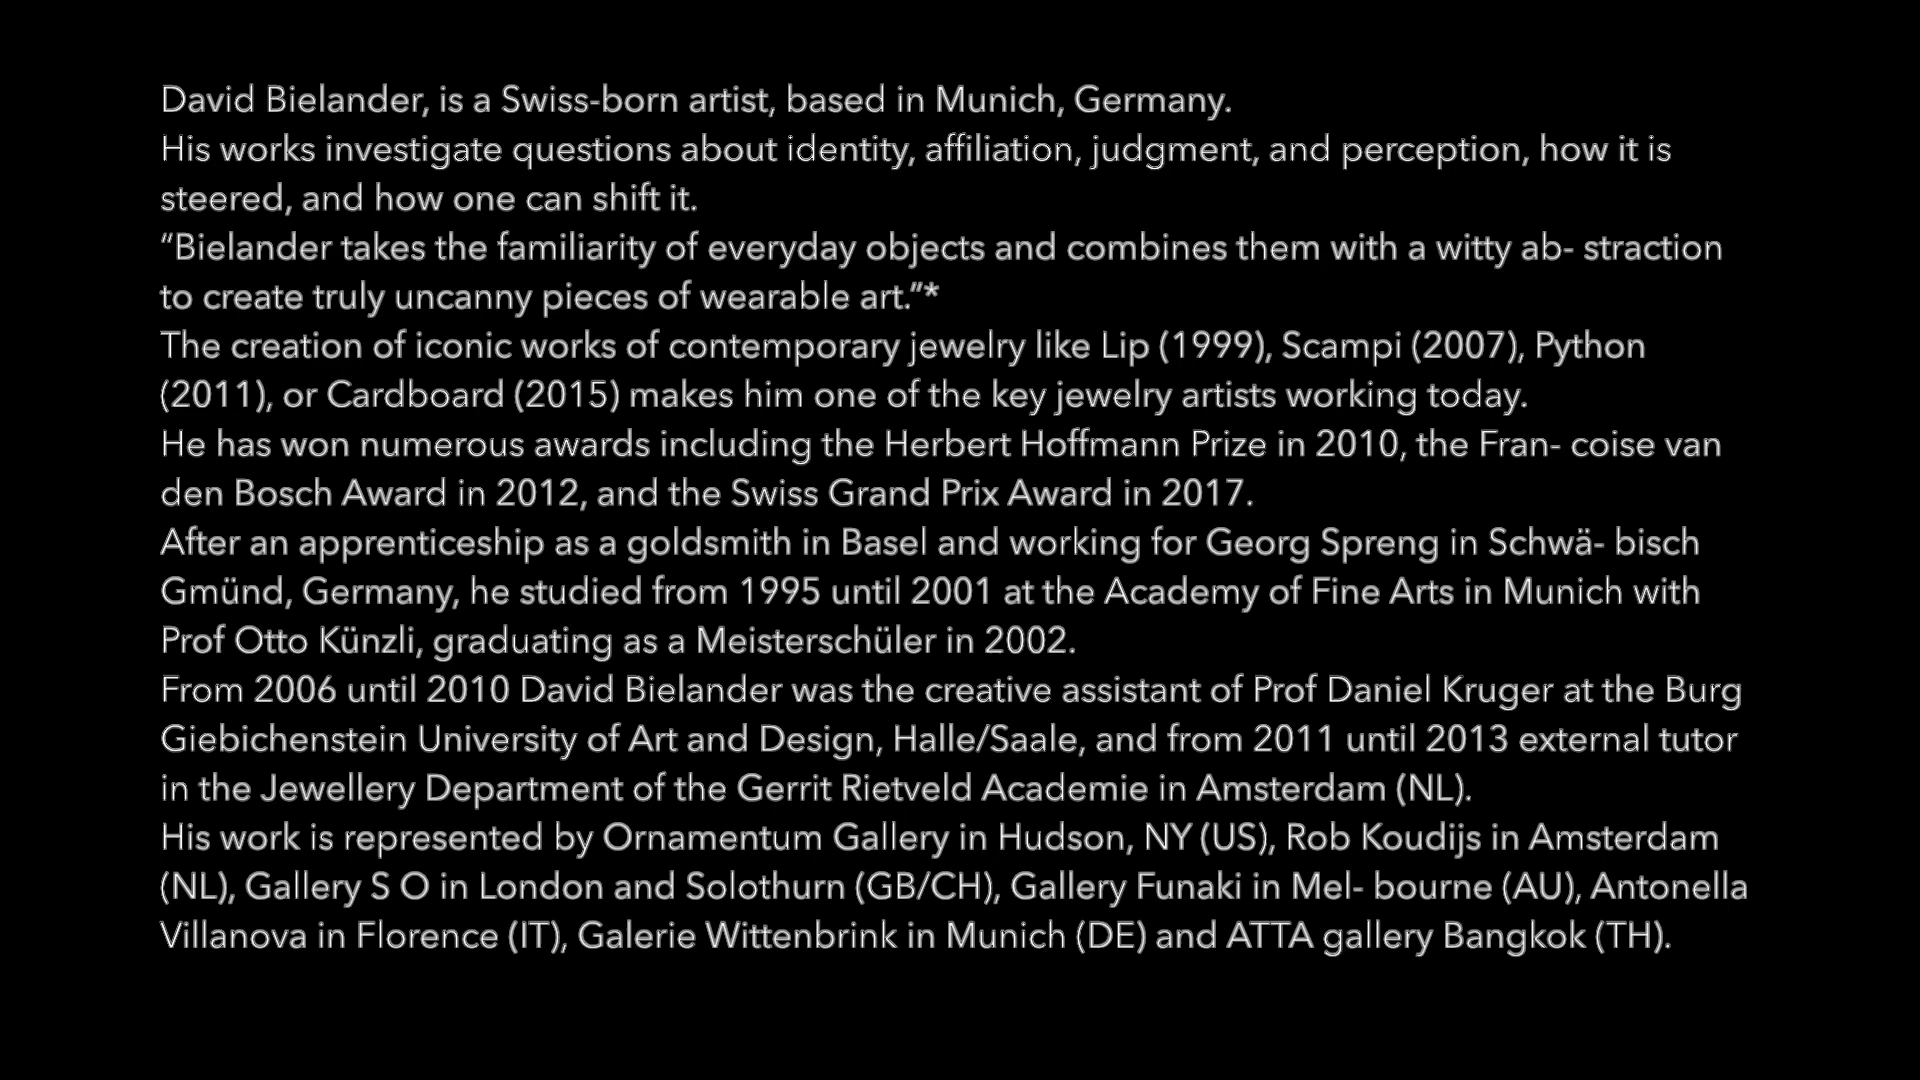 David Bielander, is a Swiss-born artist, based in Munich, Germany.
His works investigate questions about identity, affiliation, judgment, and perception, how it is
steered, and how one can shift it.
“Bielander takes the familiarity of everyday objects and combines them with a witty ab- straction
to create truly uncanny pieces of wearable art.”*
The creation of iconic works of contemporary jewelry like Lip (1999), Scampi (2007), Python
(2011), or Cardboard (2015) makes him one of the key jewelry artists working today.
He has won numerous awards including the Herbert Hoffmann Prize in 2010, the Fran- coise van
den Bosch Award in 2012, and the Swiss Grand Prix Award in 2017.
After an apprenticeship as a goldsmith in Basel and working for Georg Spreng in Schwä- bisch
Gmünd, Germany, he studied from 1995 until 2001 at the Academy of Fine Arts in Munich with
Prof Otto Künzli, graduating as a Meisterschüler in 2002.
From 2006 until 2010 David Bielander was the creative assistant of Prof Daniel Kruger at the Burg
Giebichenstein University of Art and Design, Halle/Saale, and from 2011 until 2013 external tutor
in the Jewellery Department of the Gerrit Rietveld Academie in Amsterdam (NL).
His work is represented by Ornamentum Gallery in Hudson, NY (US), Rob Koudijs in Amsterdam
(NL), Gallery S O in London and Solothurn (GB/CH), Gallery Funaki in Mel- bourne (AU), Antonella
Villanova in Florence (IT), Galerie Wittenbrink in Munich (DE) and ATTA gallery Bangkok (TH).